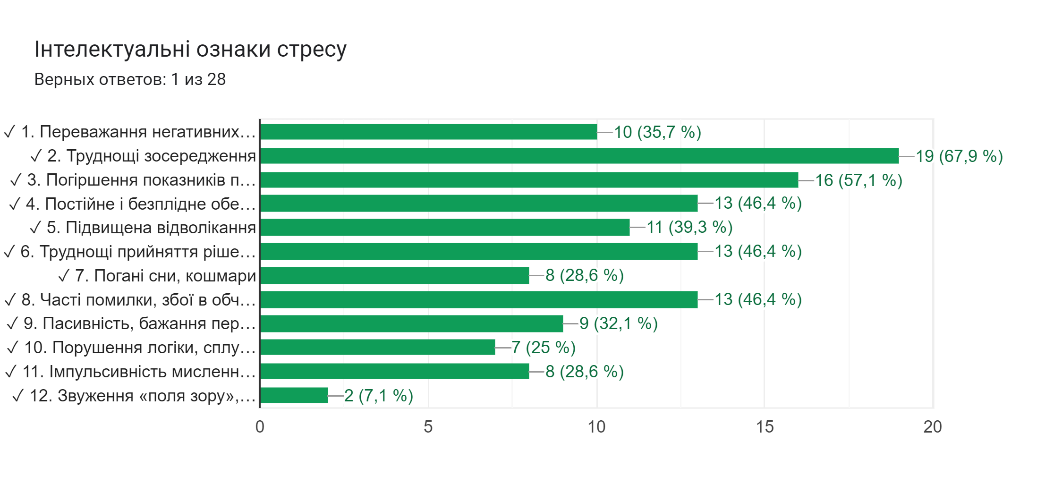 Інтелектуальні ознаки стресу
Верных ответов: 1 из 28
✓ 1. Переважання негативних… 10 (35,7 %)
✓ 2. Труднощі зосередження 19 (67,9 %)
✓ 3. Погіршення показників п… 16 (57,1 %)
✓ 4. Постійне і безплідне обе… 13 (46,4 %)
✓ 5. Підвищена відволікання 11 (39,3 %)
✓ 6. Труднощі прийняття ріше… 13 (46,4 %)
✓ 7. Погані сни, кошмари 8 (28,6 %)
✓ 8. Часті помилки, збої в обч… 13 (46,4 %)
✓ 9. Пасивність, бажання пер… 9 (32,1 %)
✓ 10. Порушення логіки, сплу… 7 (25 %)
✓ 11. Імпульсивність мисленн… 8 (28,6 %)
✓ 12. Звуження «поля зору»,… 2 (7,1 %)
0 5 10 15 20